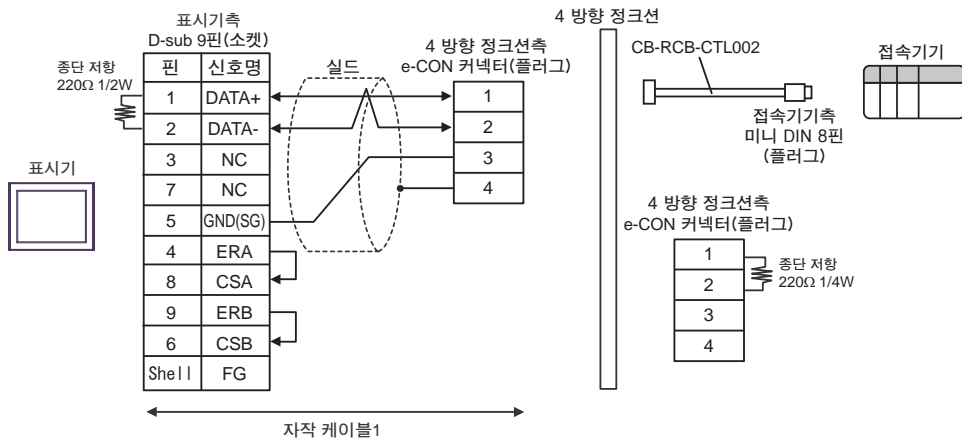 표시기측
D-sub 9핀(소켓)
종단 저항
220Ω 1/2W
핀 신호명
1 DATA+
2 DATA-
3 NC
7 NC
5 GND(SG)
4 ERA
8 CSA
9 ERB
6 CSB
Shell FG
표시기
실드
4 방향 정크션측
e-CON 커넥터(플러그)
1
2
3
4
자작 케이블1
4 방향 정크션
CB-RCB-CTL002
접속기기
접속기기측
미니 DIN 8핀
(플러그)
4 방향 정크션측
e-CON 커넥터(플러그)
1
2
3
4
종단 저항
220Ω 1/4W